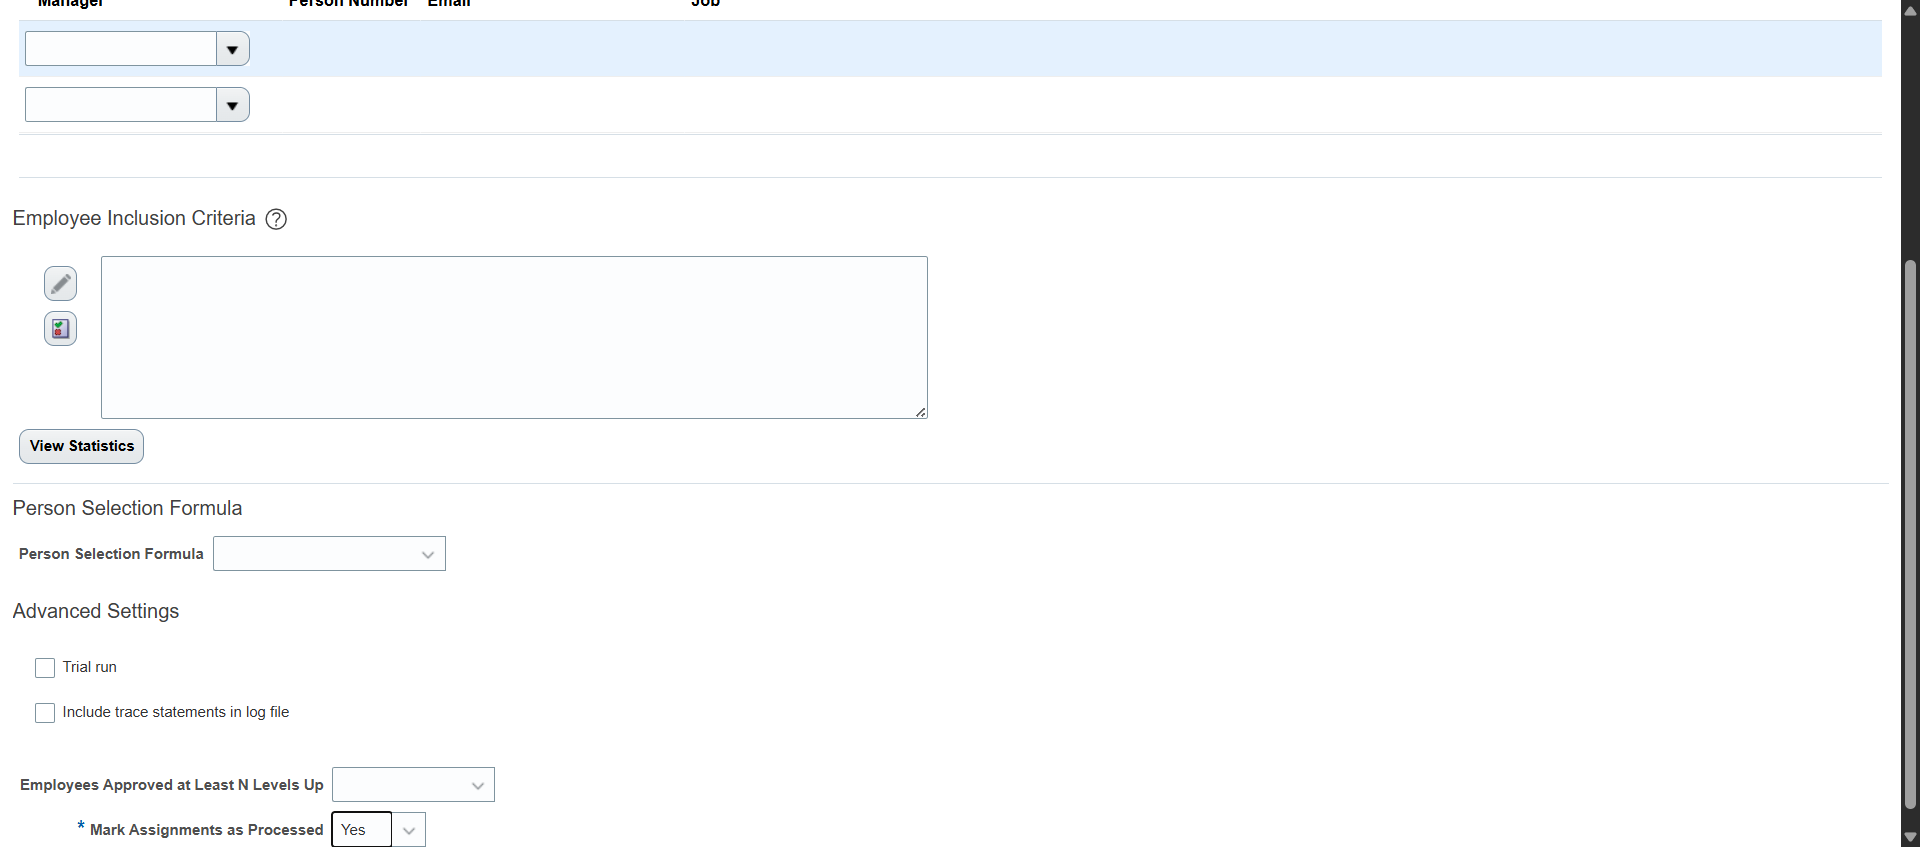 Manager Person Number Email Job
Employee Inclusion Criteria ?
View Statistics
Person Selection Formula
Person Selection Formula
Advanced Settings
Trial run
Include trace statements in log file
Employees Approved at Least N Levels Up
* Mark Assignments as Processed Yes